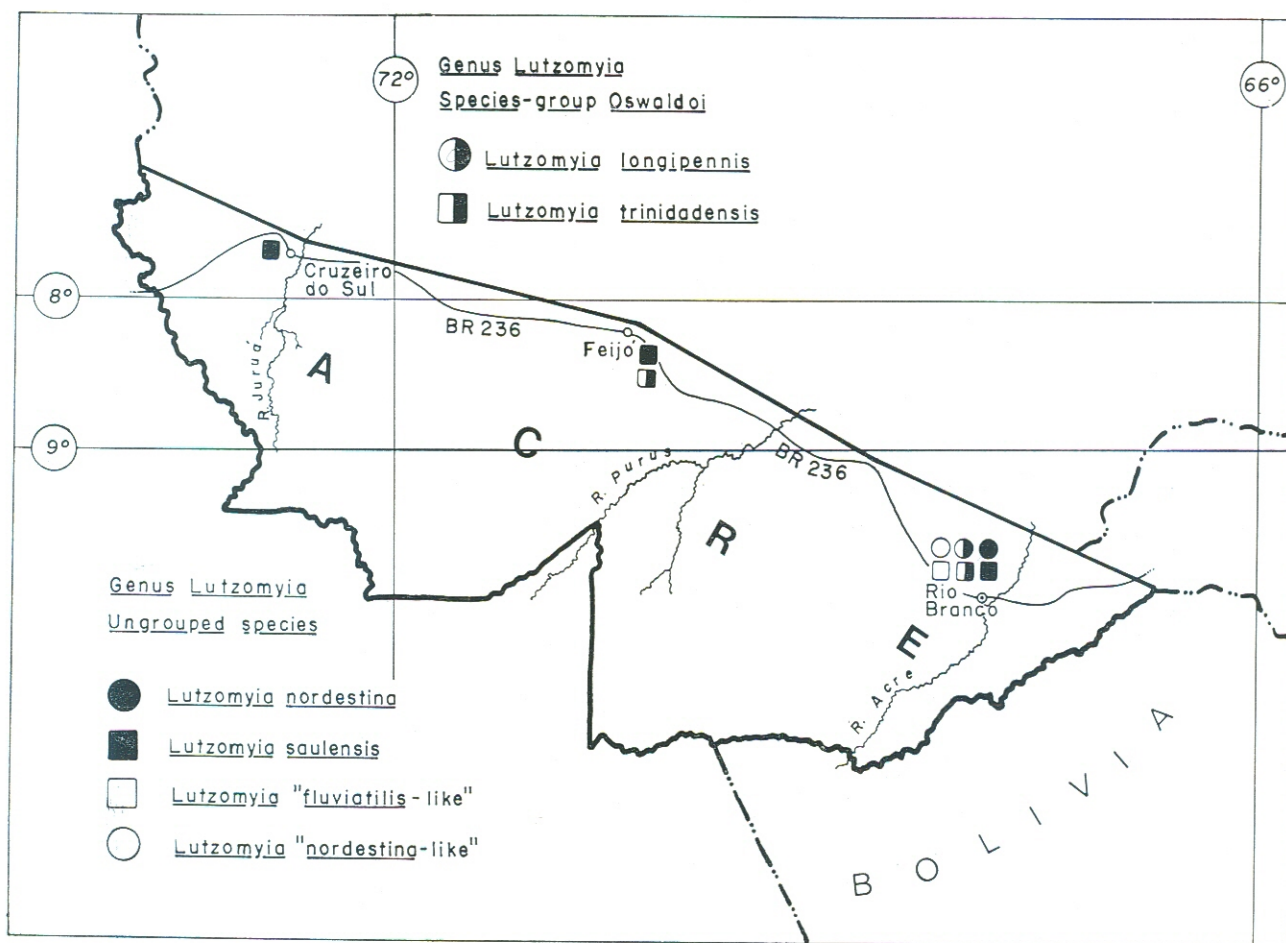 72°
66°
Genus Lutzomyia
Species-group Oswaldoi
Lutzomyia longipennis
Lutzomyia trinidadensis
Cruzeiro
do Sul
8°
BR 236
Feijó
R. Juruá
A
9°
C
R. Purus
BR 236
R
Rio
Branco
E
R. Acre
Genus Lutzomyia
Ungrouped species
Lutzomyia nordestina
Lutzomyia saulensis
Lutzomyia "fluviatilis-like"
Lutzomyia "nordestina-like"
BOLIVIA